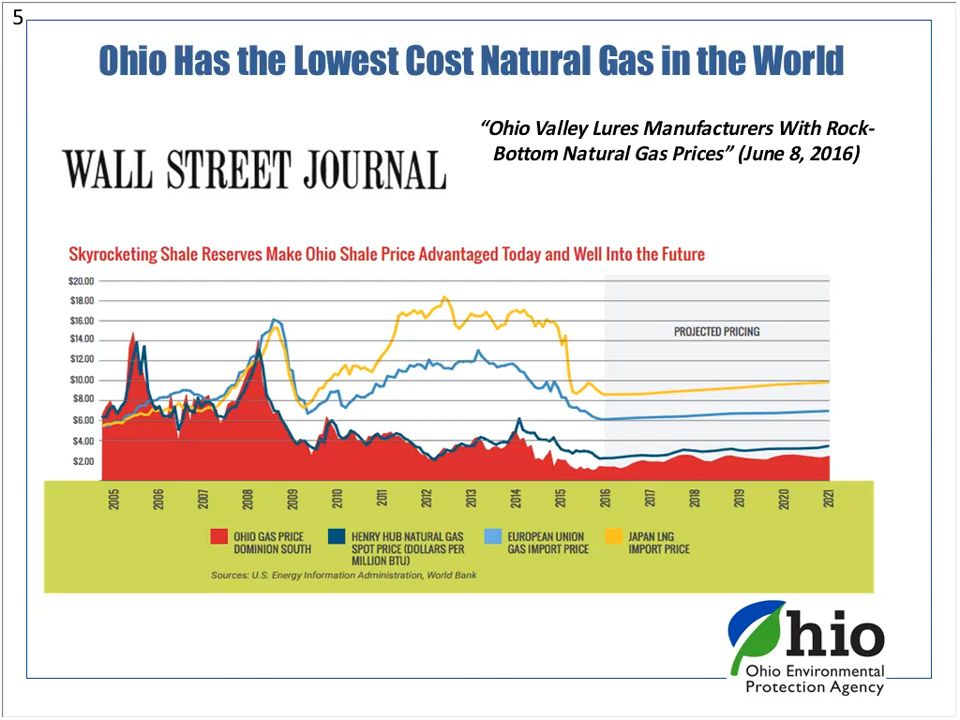 5
Ohio Has the Lowest Cost Natural Gas in the World
“Ohio Valley Lures Manufacturers With Rock-
Bottom Natural Gas Prices” (June 8, 2016)
WALL STREET JOURNAL
Skyrocketing Shale Reserves Make Ohio Shale Price Advantaged Today and Well Into the Future
$20.00
$18.00
$16.00
$14.00
$12.00
$10.00
$8.00
$6.00
$4.00
$2.00
PROJECTED PRICING
2005
2006
2007
2008
2009
2010
2011
2012
2013
2014
2015
2016
2017
2018
2019
2020
2021
OHIO GAS PRICE
DOMINION SOUTH
HENRY HUB NATURAL GAS
SPOT PRICE (DOLLARS PER
MILLION BTU)
EUROPEAN UNION
GAS IMPORT PRICE
JAPAN LNG
IMPORT PRICE
Sources: U.S. Energy Information Administration, World Bank
Ohio
Ohio Environmental
Protection Agency